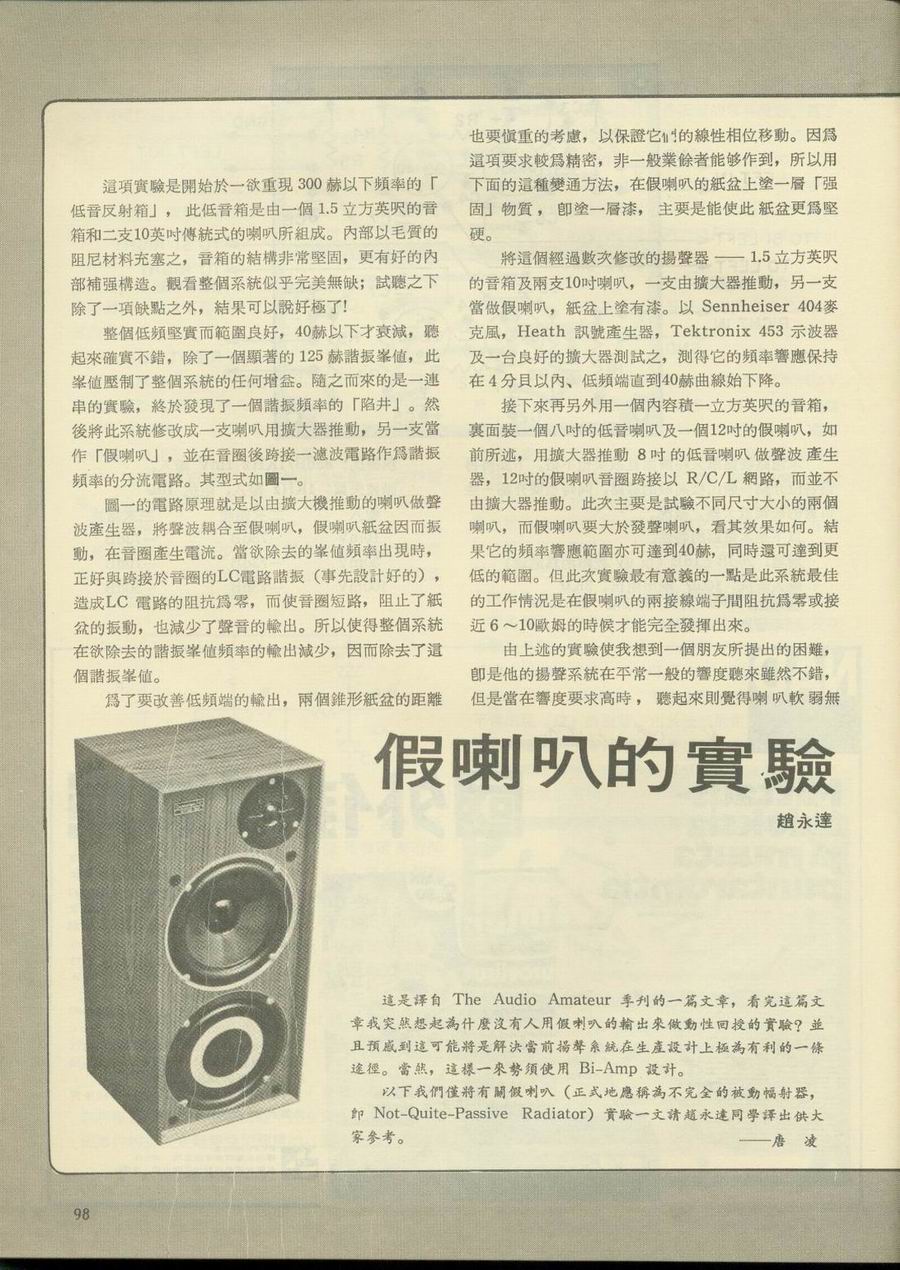 這項實驗是開始於一欲重現 300 赫以下頻率的「
低音反射箱」， 此低音箱是由一個 1.5 立方英呎的音
箱和二支10英吋傳統式的喇叭所組成。內部以毛質的
阻尼材料充塞之，音箱的結構非常堅固，更有好的內
部補强構造。觀看整個系統似乎完美無缺；試聽之下
除了一項缺點之外，結果可以說好極了!
整個低頻堅實而範圍良好，40赫以下才衰減，聽
起來確實不錯，除了一個顯著的 125 赫諧振峯値，此
峯値壓制了整個系統的任何增益。隨之而來的是一連
串的實驗，終於發現了一個諧振頻率的「陷井」。然
後將此系統修改成一支喇叭用擴大器推動，另一支當
作「假喇叭」，並在音圈後跨接一濾波電路作爲諧振
頻率的分流電路。其型式如圖一。
圖一的電路原理就是以由擴大機推動的喇叭做聲
波產生器，將聲波耦合至假喇叭，假喇叭紙盆因而振
動，在音圈產生電流。當欲除去的峯値頻率出現時，
正好與跨接於音圈的LC電路諧振（事先設計好的），
造成LC 電路的阻抗爲零，而使音圈短路，阻止了紙
盆的振動，也減少了聲音的輸出。所以使得整個系統
在欲除去的諧振峯値頻率的輸出減少，因而除去了這
個諧振峯値。
爲了要改善低頻端的輸出，兩個錐形紙盆的距離
也要愼重的考慮，以保證它們的線性相位移動。因爲
這項要求較爲精密，非一般業餘者能够作到，所以用
下面的這種變通方法，在假喇叭的紙盆上塗一層「强
固」物質， 卽塗一層漆， 主要是能使此 紙盆更爲堅
硬。
將這個經過數次修改的揚聲器 —— 1.5 立方英呎
的音箱及兩支10吋喇叭，一支由擴大器推動，另一支
當做假喇叭，紙盆上塗有漆。以 Sennheiser 404麥
克風，Heath 訊號產生器，Tektronix 453 示波器
及一台良好的擴大器測試之，測得它的頻率響應保持
在 4 分貝以內、低頻端直到40赫曲線始下降。
接下來再另外用一個內容積一立方英呎的音箱，
裏面裝一個八吋的低音喇叭及一個12吋的假喇叭，如
前所述，用擴大器推動 8 吋 的低音喇叭 做聲波 產生
器，12吋的假喇叭音圈跨接以 R/C/L 網路，而並不
由擴大器推動。此次主要是試驗不同尺寸大小的兩個
喇叭，而假喇叭要大於發聲喇叭，看其效果如何。結
果它的頻率響應範圍亦可達到40赫，同時還可達到更
低的範圍。但此次實驗最有意義的一點是此系統最佳
的工作情況是在假喇叭的兩接線端子間阻抗爲零或接
近 6 ～10歐姆的時候才能完全發揮出來。
由上述的實驗使我想到一個朋友所提出的困難，
卽是他的揚聲系統在平常一般的響度聽來雖然不錯，
但是當在響度要求高時， 聽起來則覺得喇 叭軟 弱無
假喇叭的實驗
趙永達
這是譯自 The Audio Amateur 季刊的一篇文章，看完這篇文
章我突然想起為什麼沒有人用假喇叭的輸出來做動性回授的實驗？並
且預感到這可能將是解決當前揚聲系統在生產設計上極為有利的一條
途徑。當然，這樣一來勢須使用 Bi-Amp 設計。
以下我們僅將有關假喇叭（正式地應稱為不完全的被動幅射器，
卽 Not-Quite-Passive Radiator）實驗一文請趙永達同學譯出供大
家參考。
——唐 凌
98